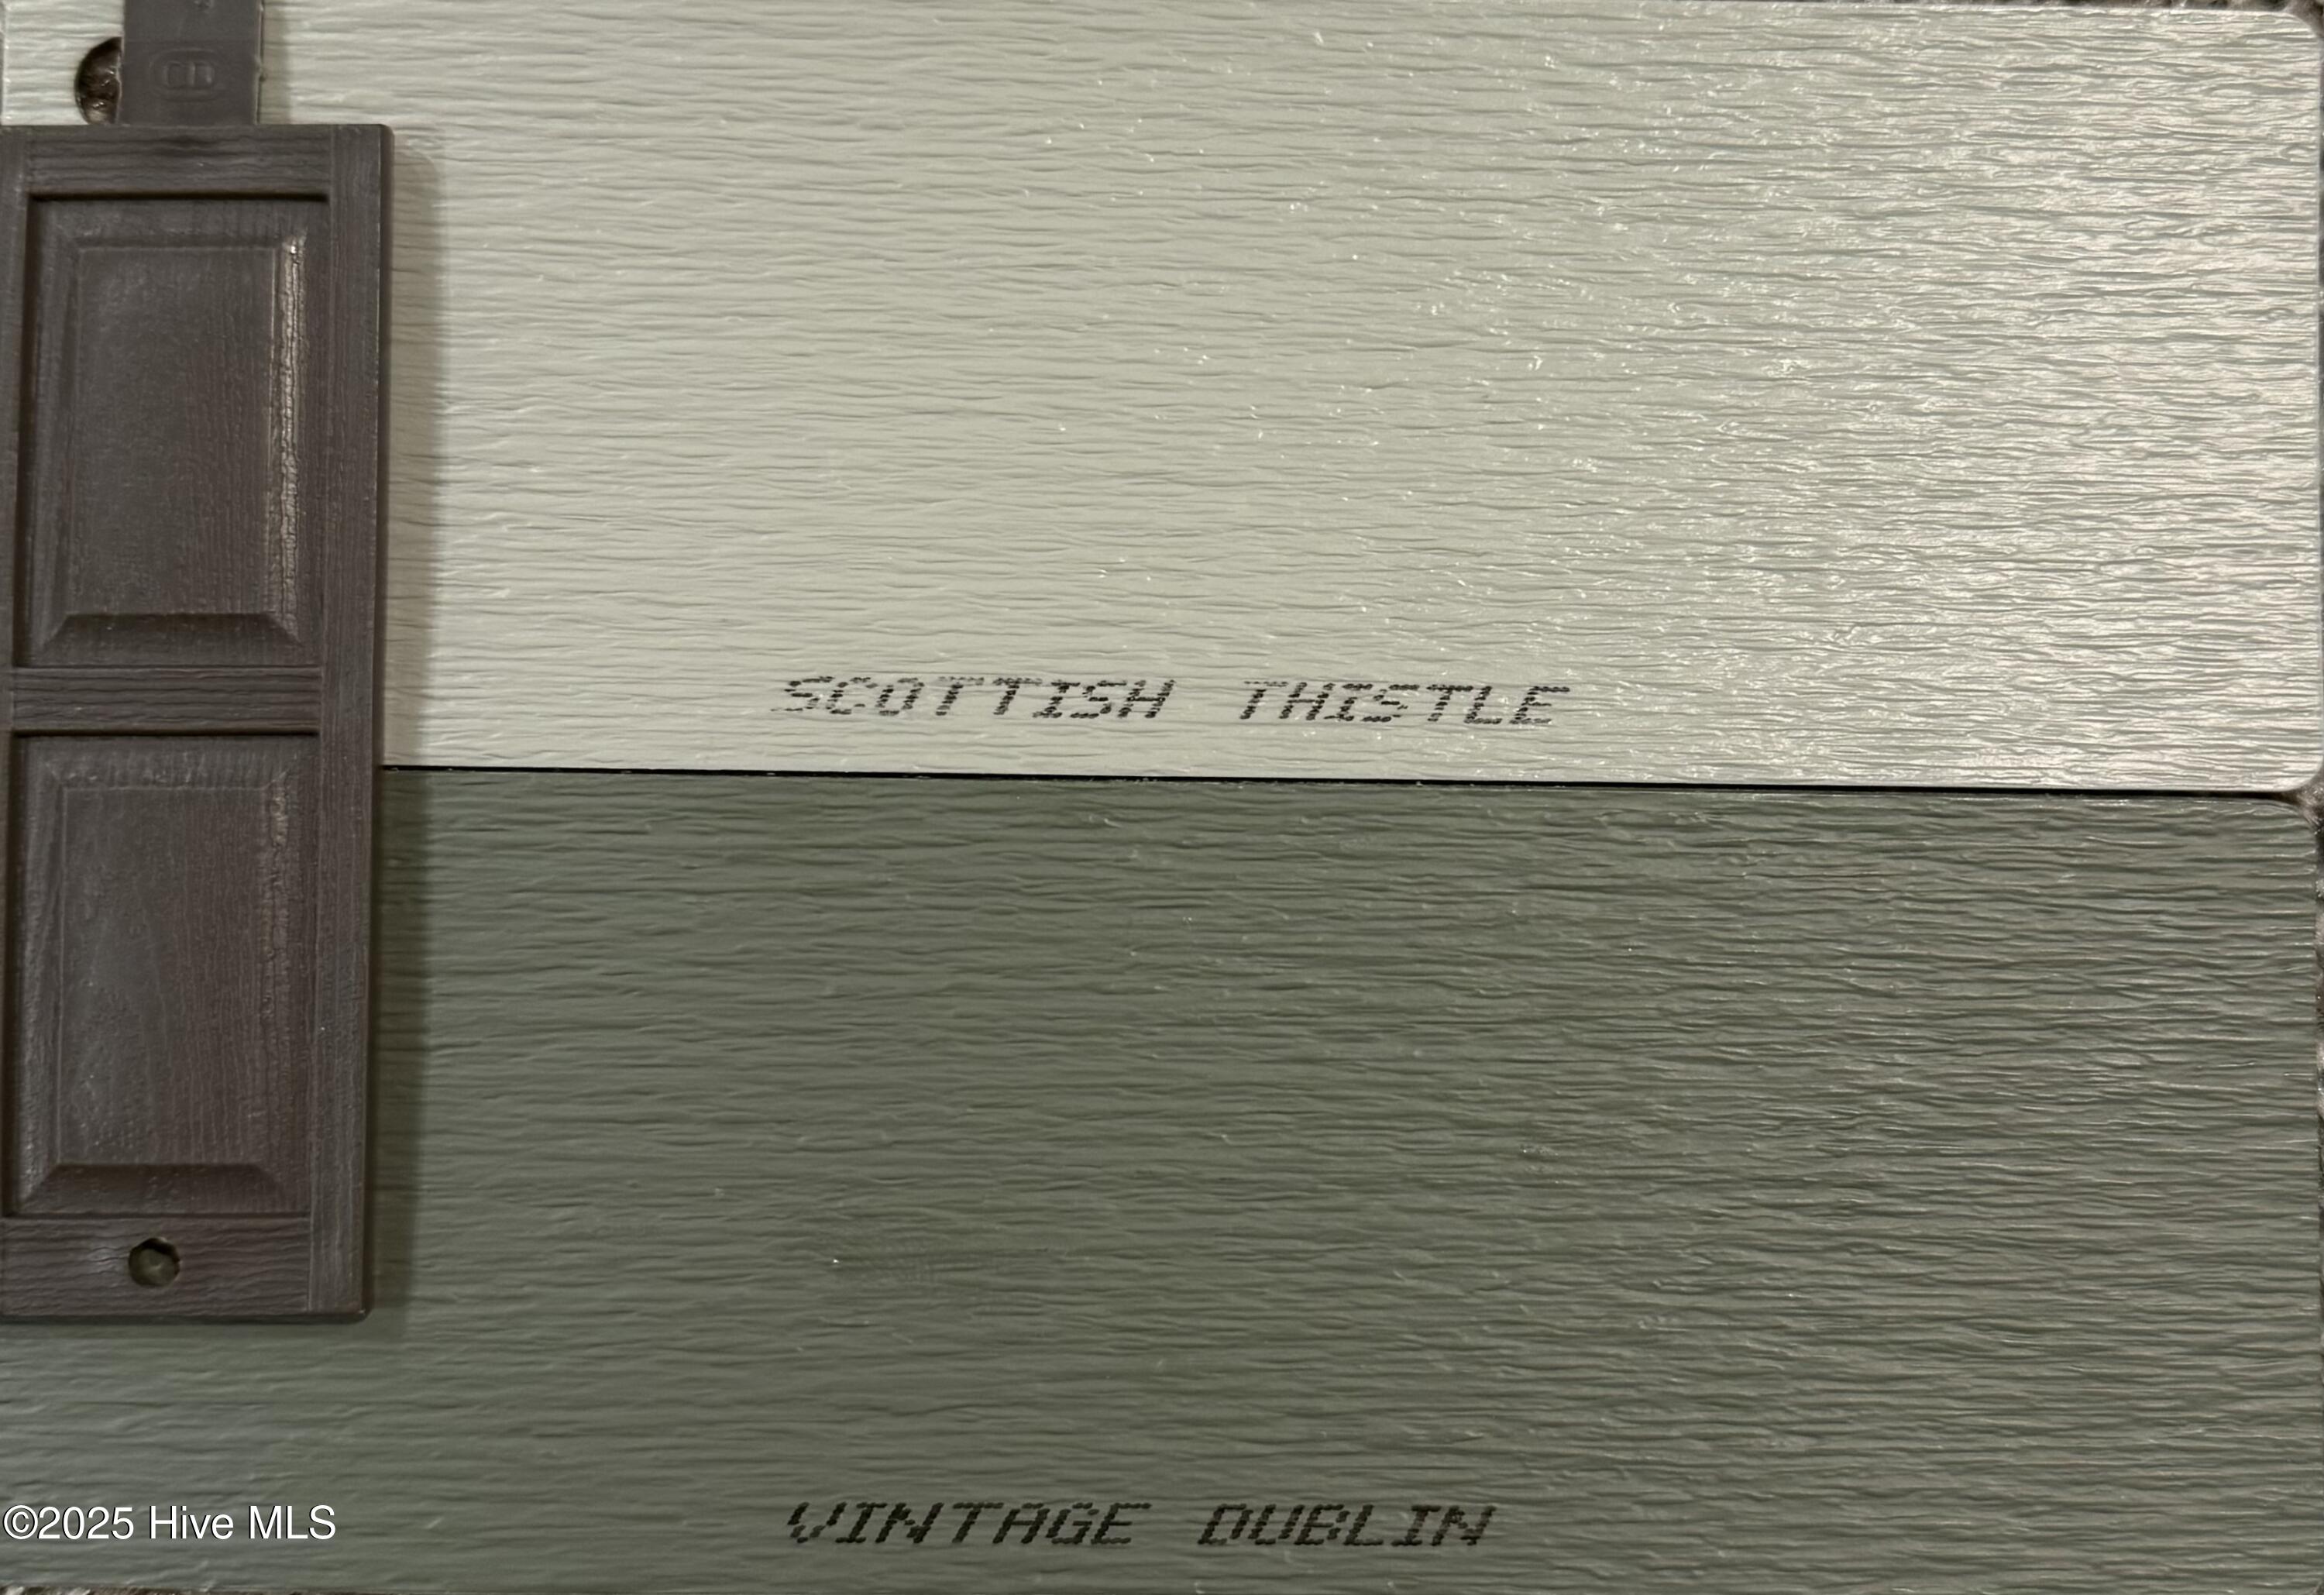 SCOTTISH THISTLE
VINTAGE DUBLIN
©2025 Hive MLS